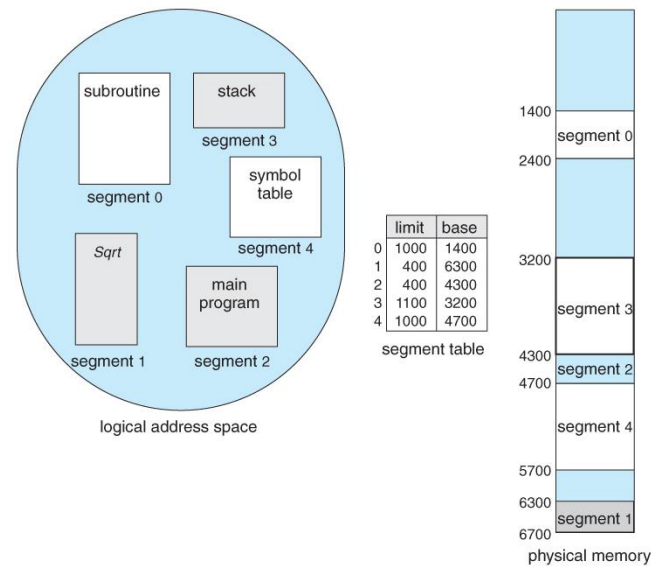 subroutine
segment 0
stack
segment 3
symbol
table
segment 4
Sqrt
segment 1
main
program
segment 2
logical address space
limit base
0 1000 1400
1 400 6300
2 400 4300
3 1100 3200
4 1000 4700
segment table
1400
segment 0
2400
3200
segment 3
4300
segment 2
4700
segment 4
5700
6300
segment 1
6700
physical memory